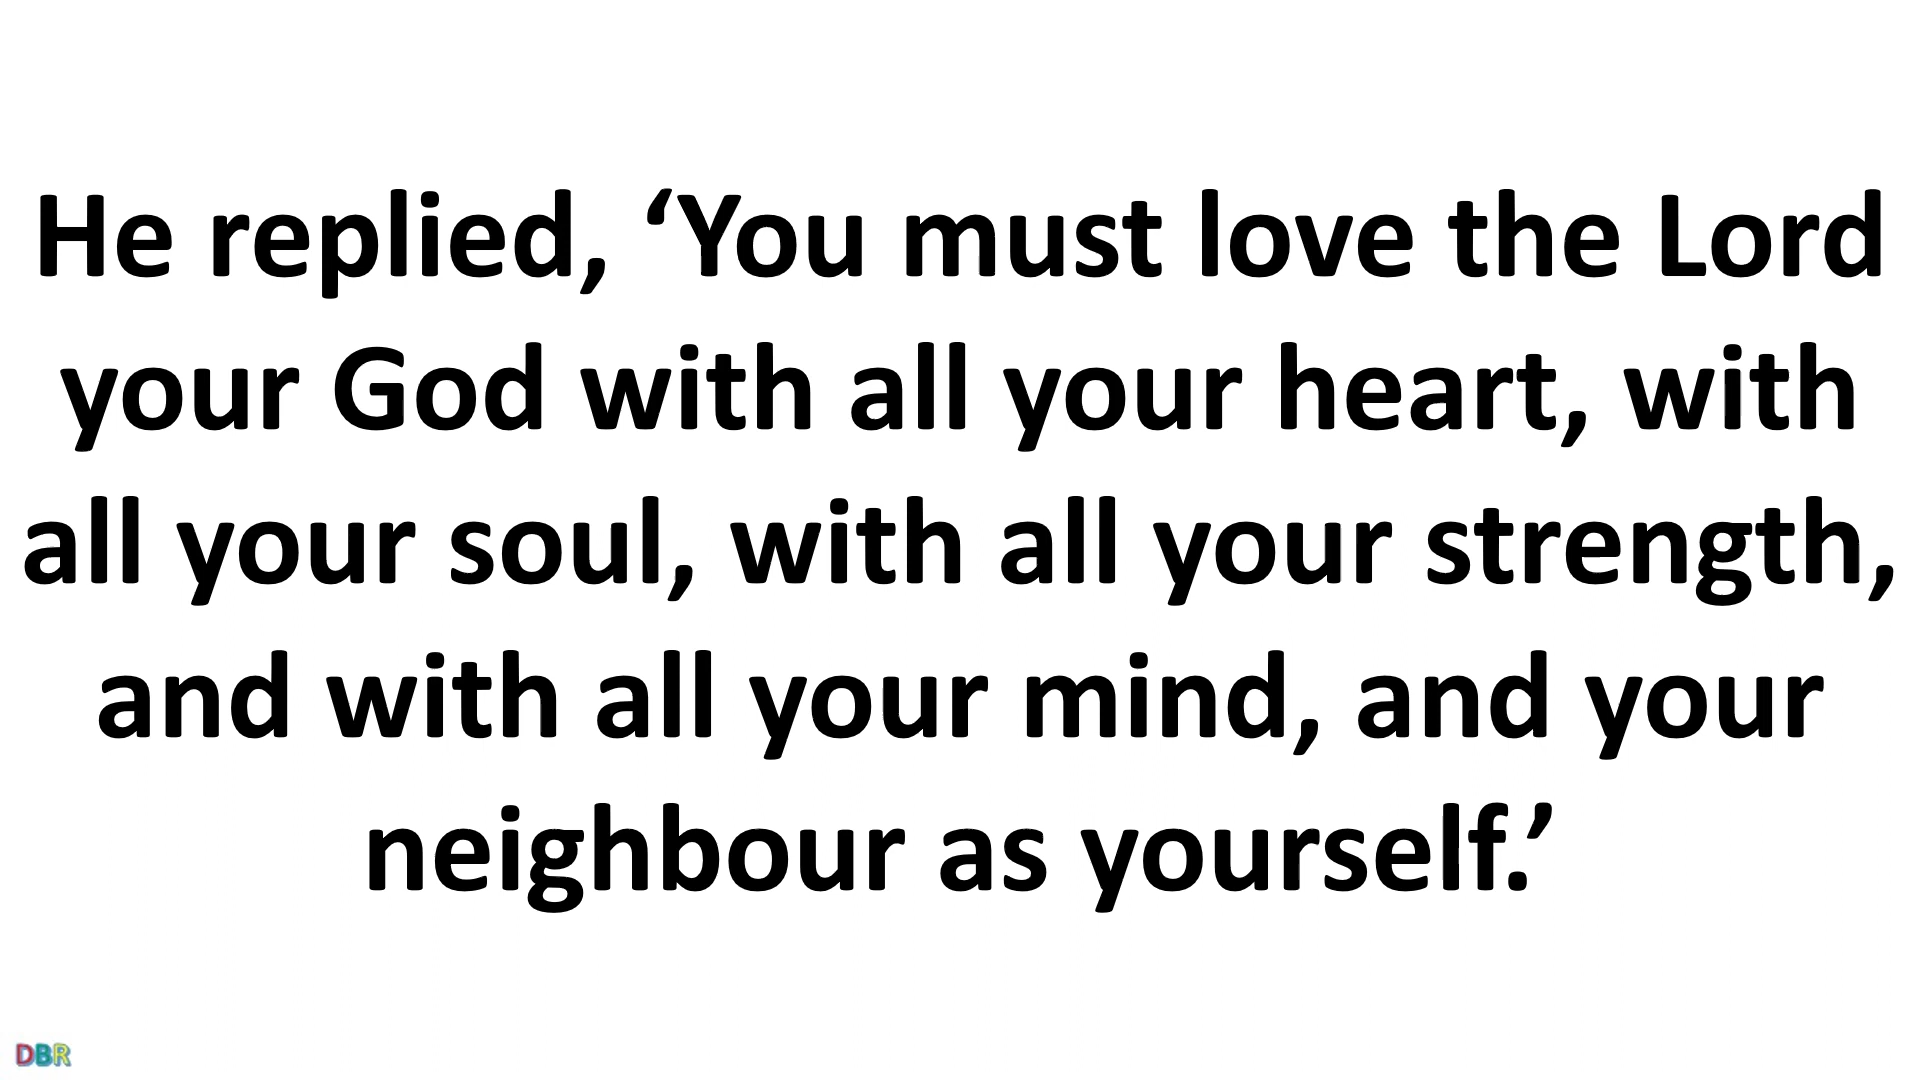 He replied, ‘You must love the Lord
your God with all your heart, with
all your soul, with all your strength,
and with all your mind, and your
neighbour as yourself.’
DBR